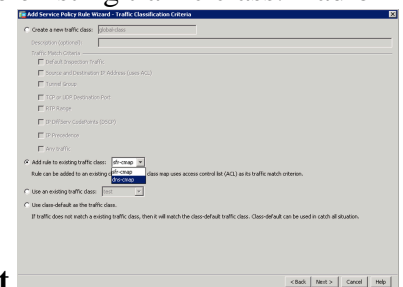 Add Service Policy Rule Wizard - Traffic Classification Criteria
Create a new traffic class: global-class
Description (optional):
Traffic Match Criteria
Default Inspection Traffic
Source and Destination IP Address (uses ACL)
Tunnel Group
TCP or UDP Destination Port
RTP Range
IP DiffServ CodePoints (DSCP)
IP Precedence
Any traffic
Add rule to existing traffic class: sfr-cmap
sfr-cmap
Rule can be added to an existing class map uses access control list (ACL) as its traffic match criterion.
dns-cmap
Use an existing traffic class: test
Use class-default as the traffic class.
If traffic does not match a existing traffic class, then it will match the class-default traffic class. Class-default can be used in catch all situation.
< Back Next > Cancel Help